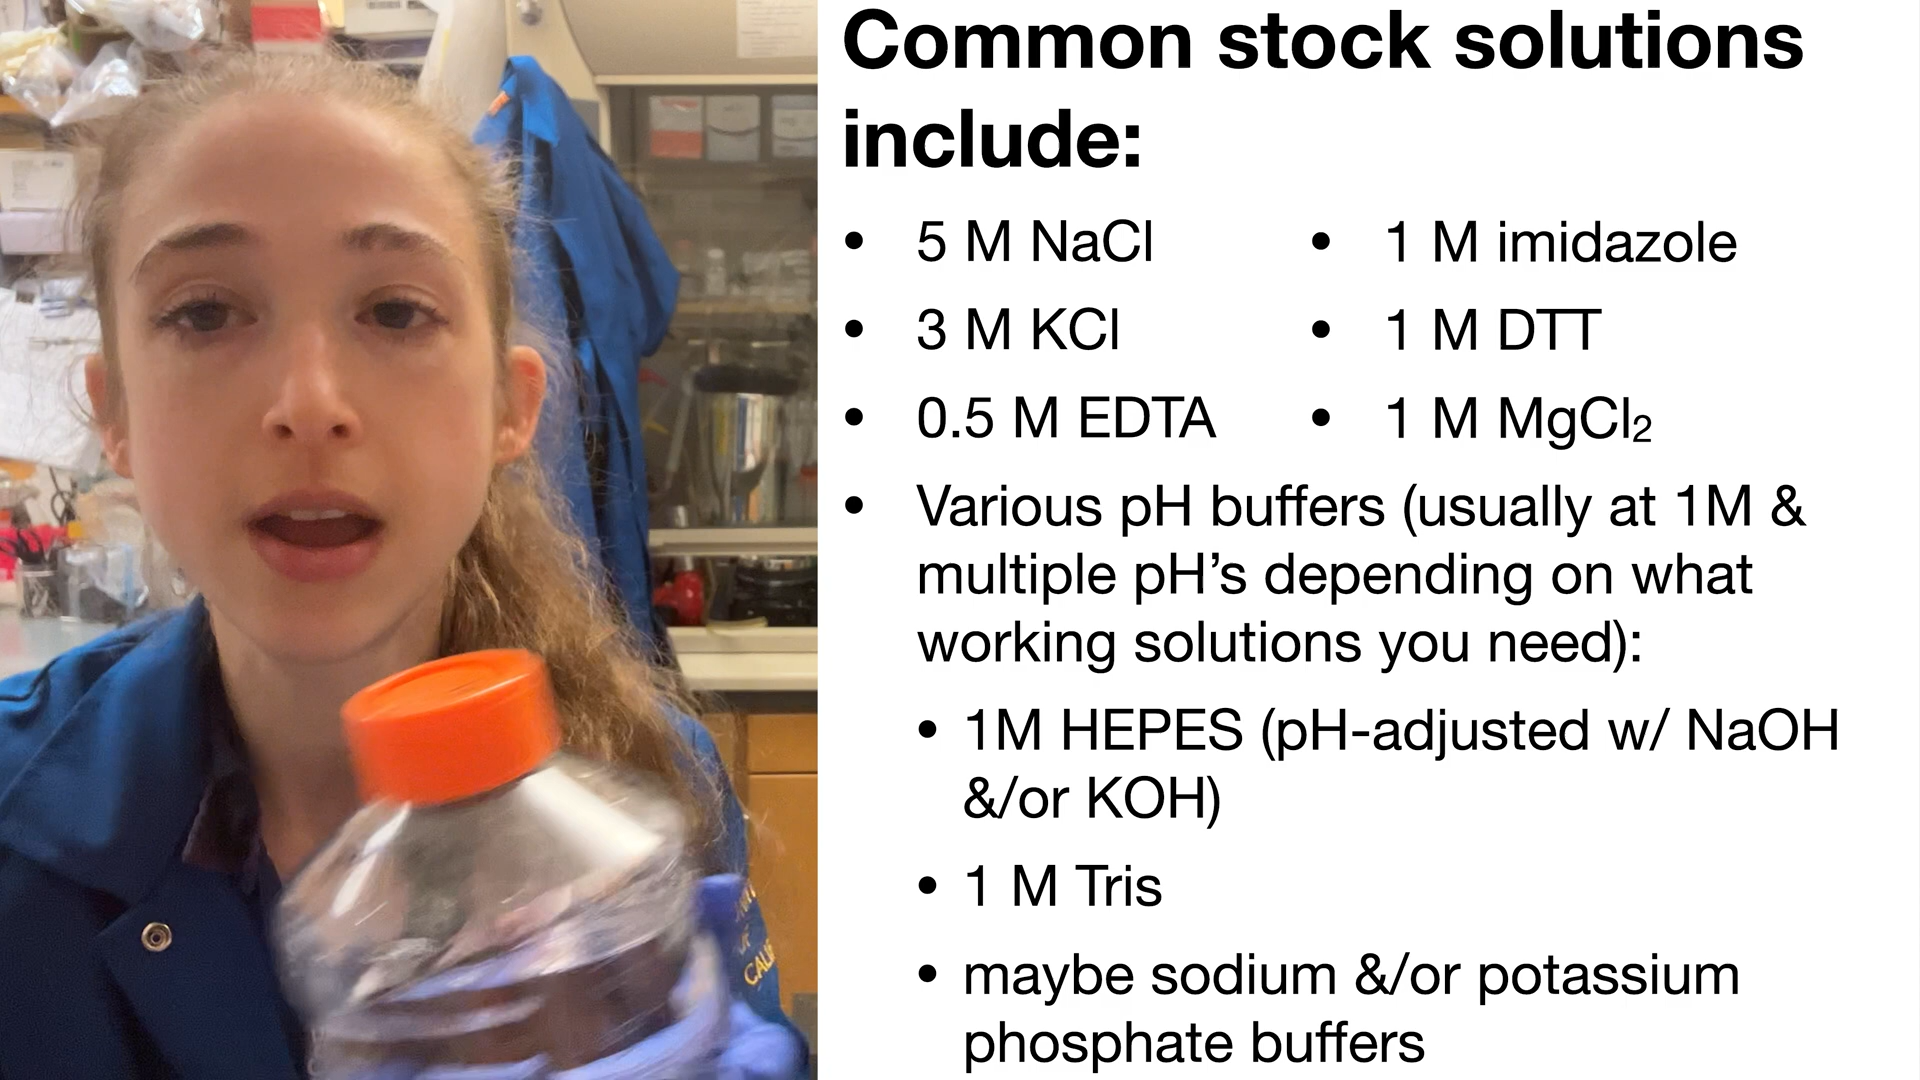 Common stock solutions
include:
• 5 M NaCl
• 1 M imidazole
• 3 M KCl
• 1 M DTT
• 0.5 M EDTA
• 1 M MgCl₂
• Various pH buffers (usually at 1M &
multiple pH’s depending on what
working solutions you need):
• 1M HEPES (pH-adjusted w/ NaOH
&/or KOH)
• 1 M Tris
• maybe sodium &/or potassium
phosphate buffers